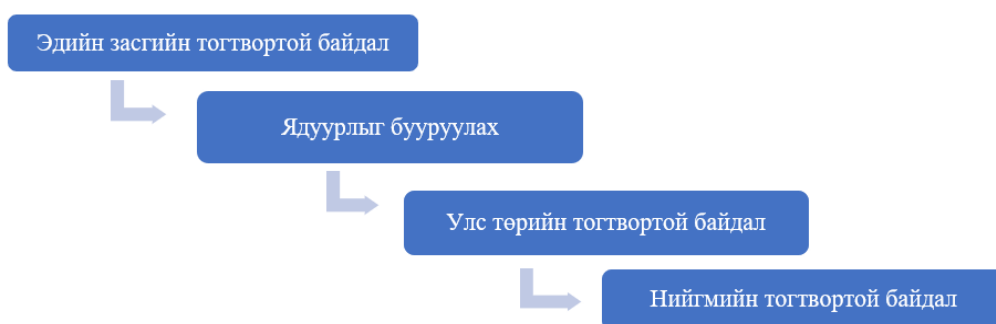 Эдийн засгийн тогтвортой байдал
Ядуурлыг бууруулах
Улс төрийн тогтвортой байдал
Нийгмийн тогтвортой байдал